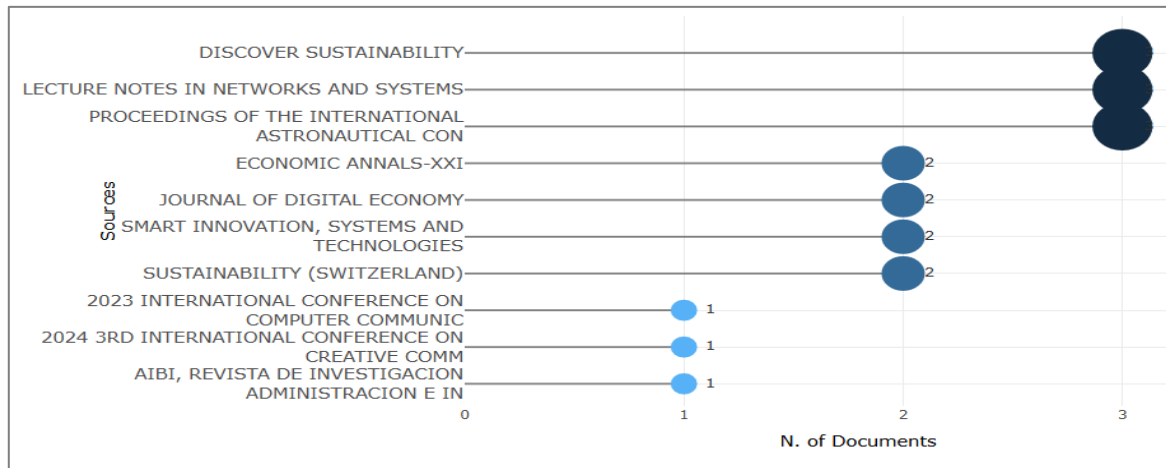 DISCOVER SUSTAINABILITY
LECTURE NOTES IN NETWORKS AND SYSTEMS
PROCEEDINGS OF THE INTERNATIONAL
ASTRONAUTICAL CON
ECONOMIC ANNALS-XXI
2
JOURNAL OF DIGITAL ECONOMY
2
SMART INNOVATION, SYSTEMS AND
TECHNOLOGIES
2
SUSTAINABILITY (SWITZERLAND)
2
2023 INTERNATIONAL CONFERENCE ON
COMPUTER COMMUNIC
1
2024 3RD INTERNATIONAL CONFERENCE ON
CREATIVE COMM
1
AIBI, REVISTA DE INVESTIGACION
ADMINISTRACION E IN
1
Sources
0 1 2 3
N. of Documents